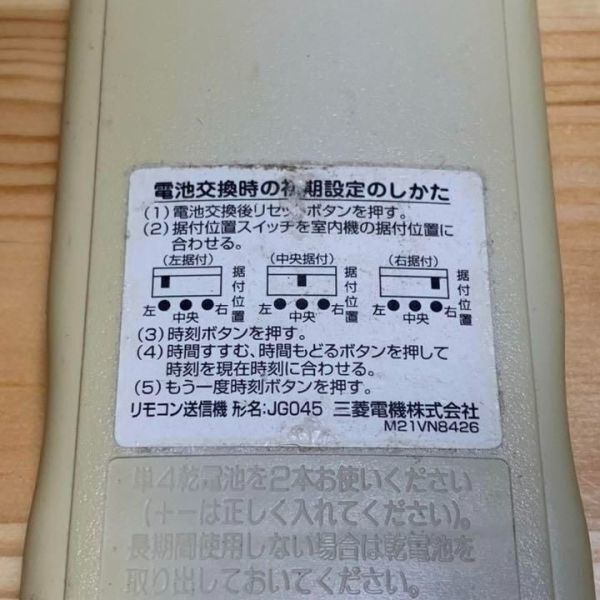 電池交換時の初期設定のしかた
(1)電池交換後リセットボタンを押す。
(2)据付位置スイッチを室内機の据付位置に
合わせる。
(左据付) (中央据付) (右据付)
左 右 据付位置 左 右 据付位置 左 右 据付位置
中央 中央 中央
(3)時刻ボタンを押す。
(4)時間すすむ、時間もどるボタンを押して
時刻を現在時刻に合わせる。
(5)もう一度時刻ボタンを押す。
リモコン送信機 形名:JG045 三菱電機株式会社
M21VN8426
単4乾電池を2本お使いください
(+ーは正しく入れてください)。
長期間使用しない場合は乾電池を
取り出しておいてください。